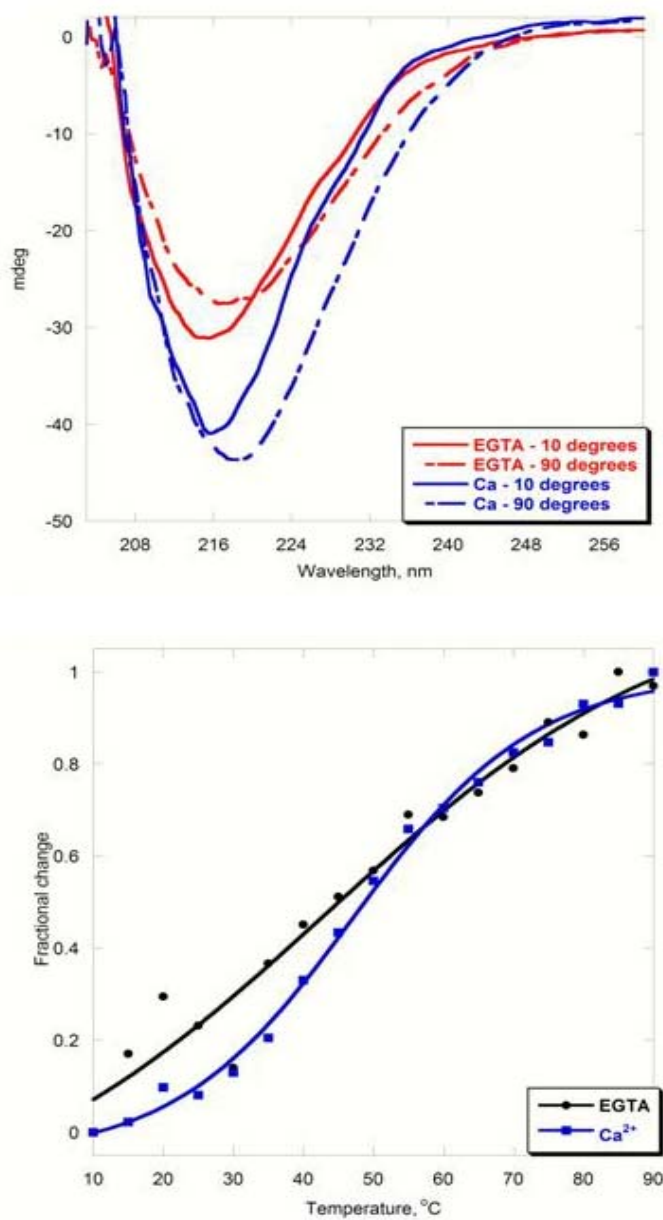 0
-10
-20
-30
-40
-50
mdeg
EGTA - 10 degrees
EGTA - 90 degrees
Ca - 10 degrees
Ca - 90 degrees
208 216 224 232 240 248 256
Wavelength, nm
1
0.8
0.6
0.4
0.2
0
Fractional change
EGTA
Ca²⁺
10 20 30 40 50 60 70 80 90
Temperature, °C